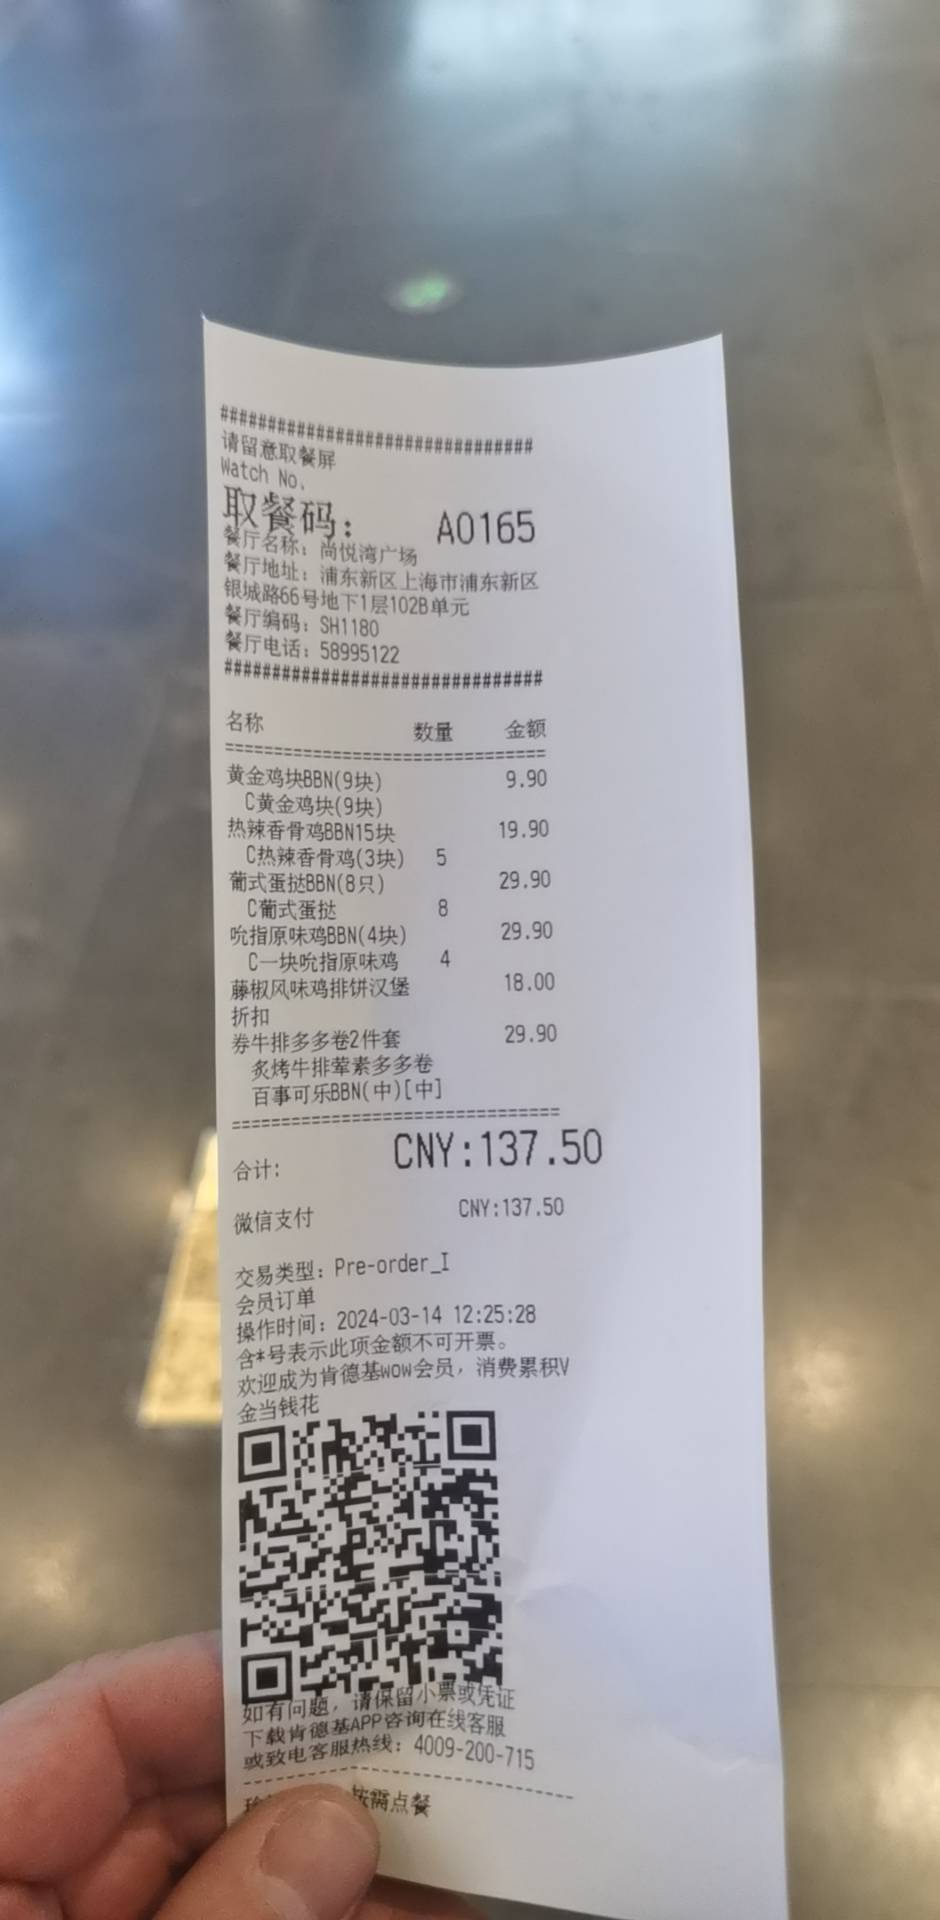 ################################
请留意取餐屏
Watch No.
取餐码： A0165
餐厅名称：尚悦湾广场
餐厅地址：浦东新区上海市浦东新区
银城路66号地下1层102B单元
餐厅编码：SH1180
餐厅电话：58995122
################################
名称 数量 金额
================================
黄金鸡块BBN(9块) 9.90
C黄金鸡块(9块)
热辣香骨鸡BBN15块 19.90
C热辣香骨鸡(3块) 5
葡式蛋挞BBN(8只) 29.90
C葡式蛋挞 8
吮指原味鸡BBN(4块) 29.90
C一块吮指原味鸡 4
藤椒风味鸡排饼汉堡 18.00
折扣
券牛排多多卷2件套 29.90
炙烤牛排荤素多多卷
百事可乐BBN(中)[中]
================================
合计: CNY:137.50
微信支付 CNY:137.50
交易类型：Pre-order_I
会员订单
操作时间：2024-03-14 12:25:28
含*号表示此项金额不可开票。
欢迎成为肯德基wow会员，消费累积V
金当钱花
如有问题，请保留小票或凭证
下载肯德基APP咨询在线客服
或致电客服热线：4009-200-715
--------------------------------
按需点餐